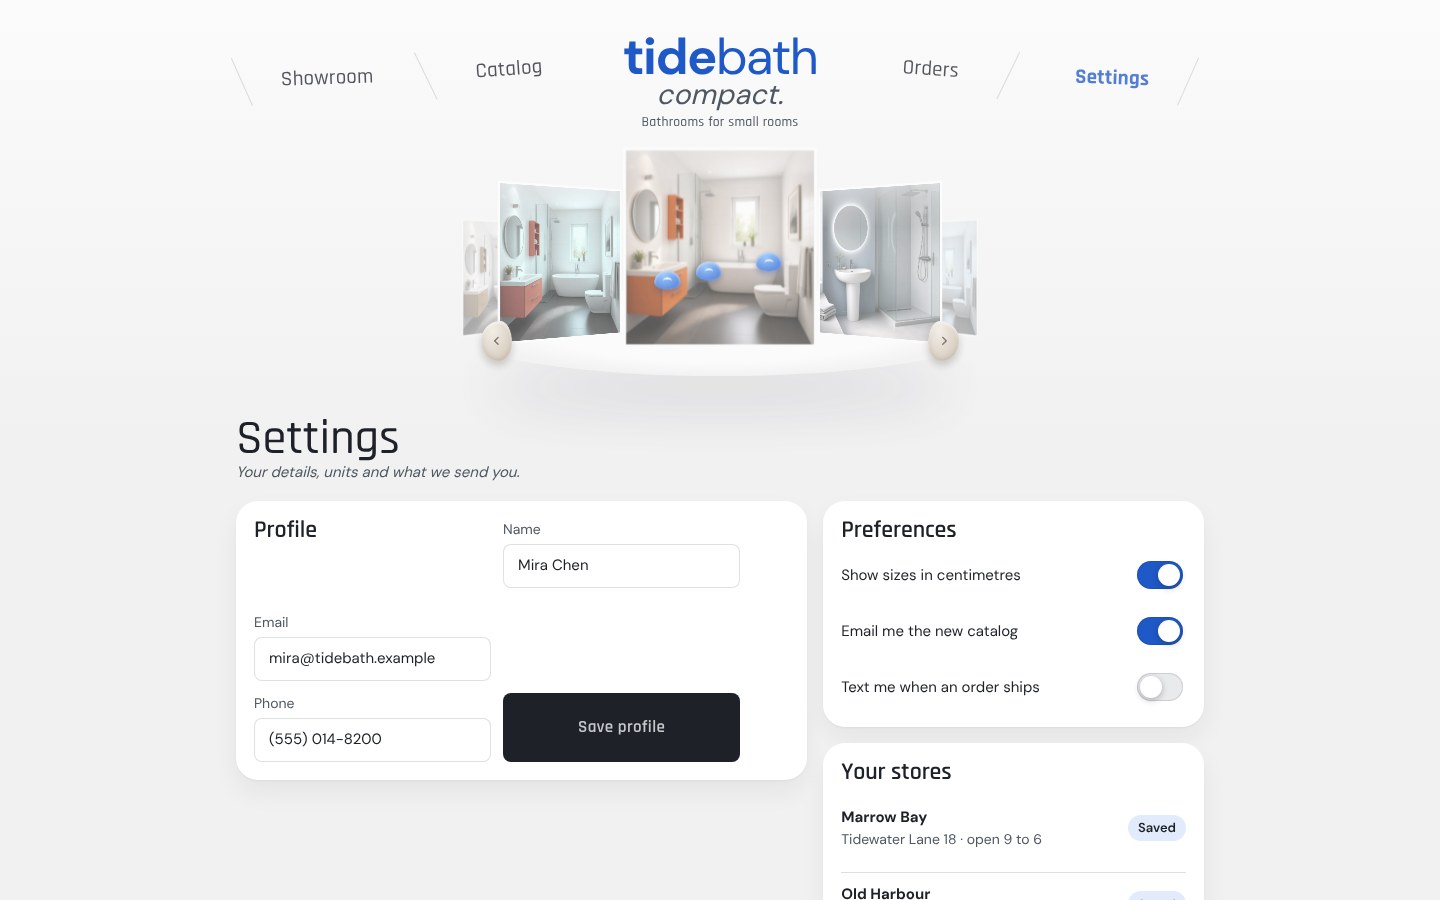 Showroom
Catalog
tidebath
compact.
Bathrooms for small rooms
Orders
Settings
Settings
Your details, units and what we send you.
Profile
Name
Mira Chen
Email
mira@tidebath.example
Phone
(555) 014-8200
Save profile
Preferences
Show sizes in centimetres
Email me the new catalog
Text me when an order ships
Your stores
Marrow Bay
Tidewater Lane 18 · open 9 to 6
Saved
Old Harbour